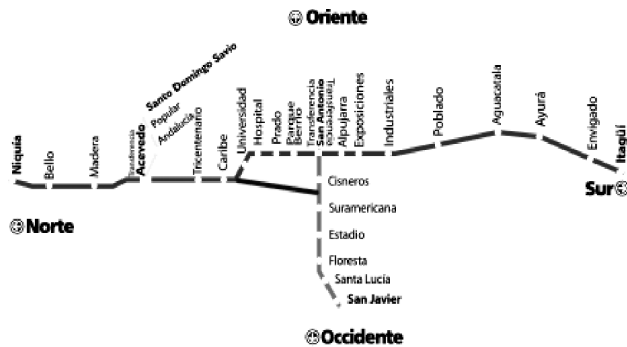 Oriente
Niquía
Bello
Madera
Transferencia
Acevedo
Santo Domingo Savio
Popular
Andalucía
Tricentenario
Caribe
Universidad
Hospital
Prado
Parque
Berrío
Transferencia
San Antonio
Transferencia
Alpujarra
Exposiciones
Industriales
Poblado
Aguacatala
Ayurá
Envigado
Itagüí
Cisneros
Suramericana
Estadio
Floresta
Santa Lucía
San Javier
Norte
Sur
Occidente